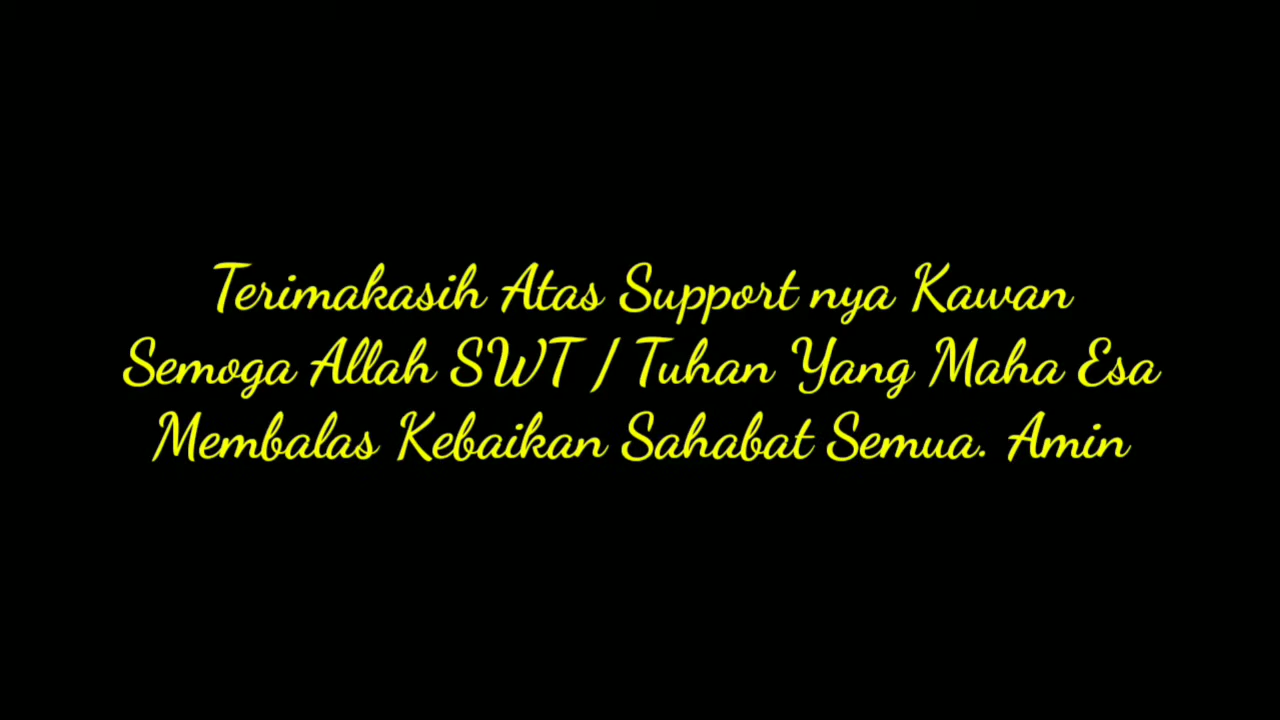 Terimakasih Atas Support nya Kawan
Semoga Allah SWT / Tuhan Yang Maha Esa
Membalas Kebaikan Sahabat Semua. Amin